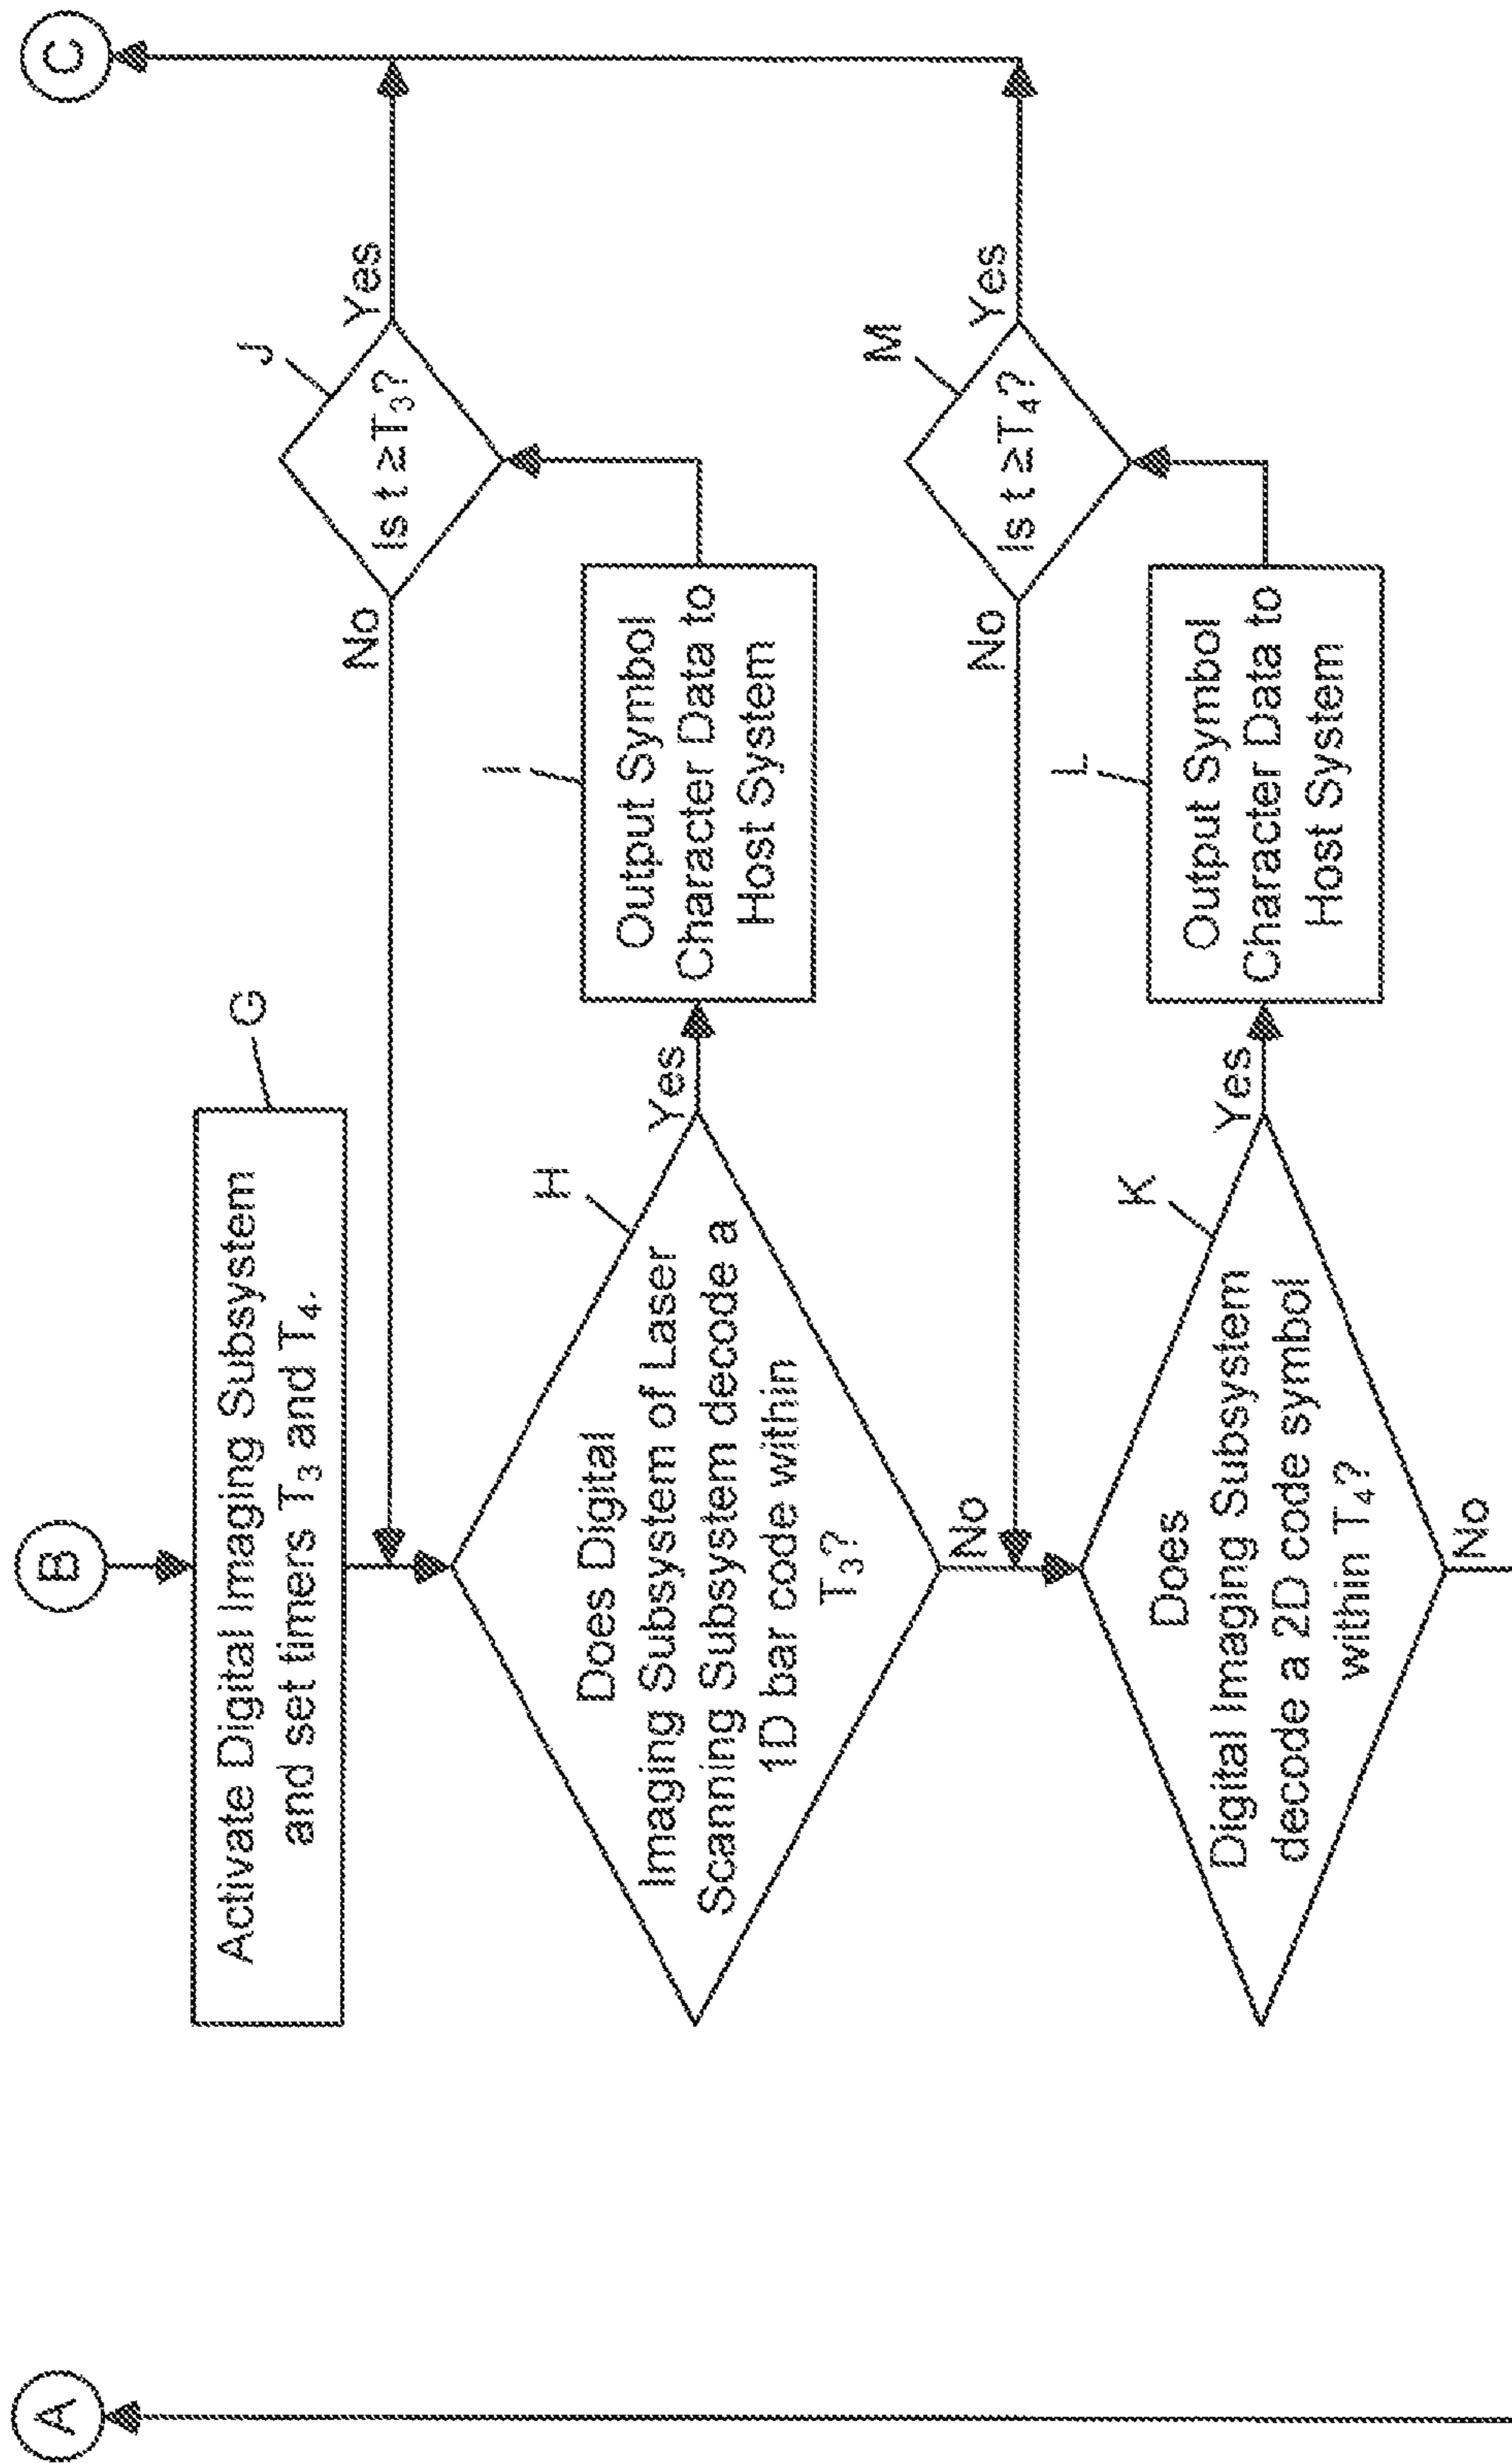 A
B
C
Activate Digital Imaging Subsystem
and set timers T₃ and T₄.
G
Does Digital
Imaging Subsystem of Laser
Scanning Subsystem decode a
1D bar code within
T₃?
H
Yes
No
Output Symbol
Character Data to
Host System
I
Is t ≥T₃?
J
Yes
No
Does
Digital Imaging Subsystem
decode a 2D code symbol
within T₄?
K
Yes
No
Output Symbol
Character Data to
Host System
L
Is t ≥T₄?
M
Yes
No